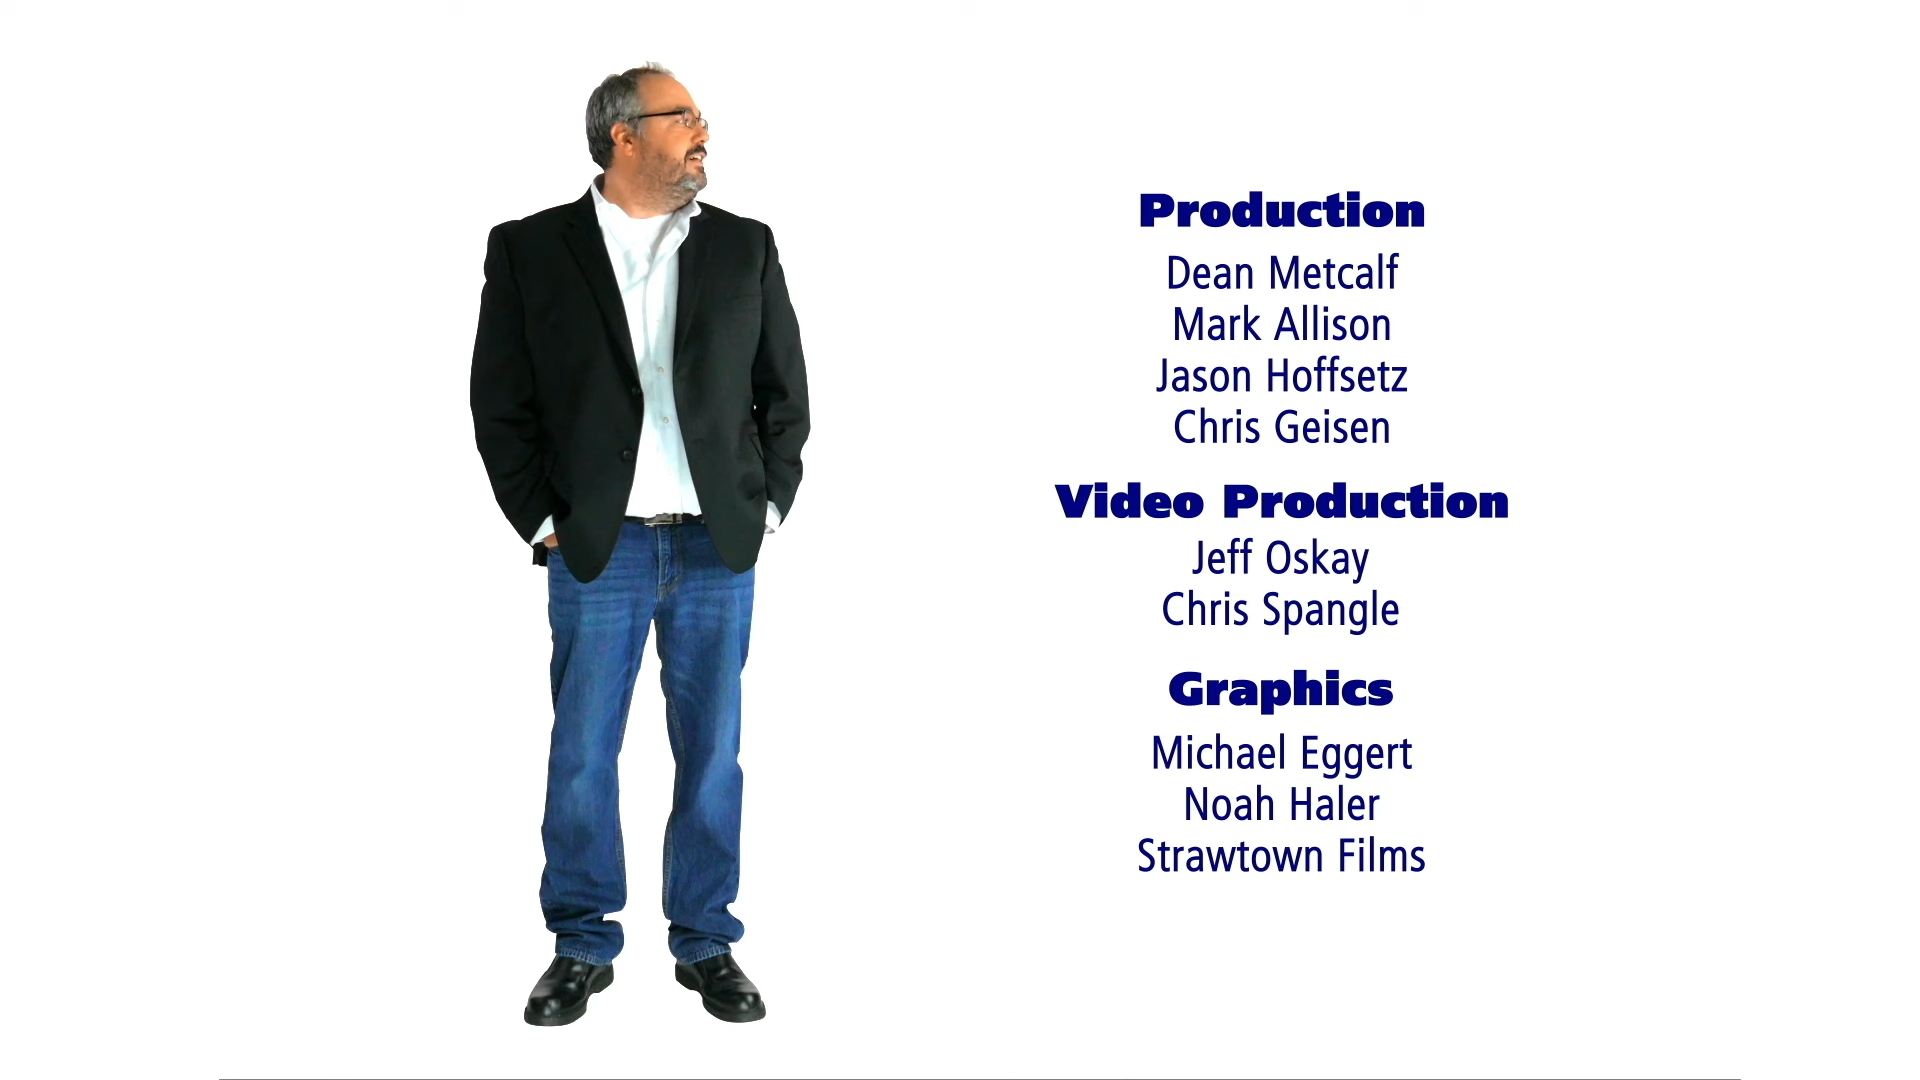 Production
Dean Metcalf
Mark Allison
Jason Hoffsetz
Chris Geisen
Video Production
Jeff Oskay
Chris Spangle
Graphics
Michael Eggert
Noah Haler
Strawtown Films